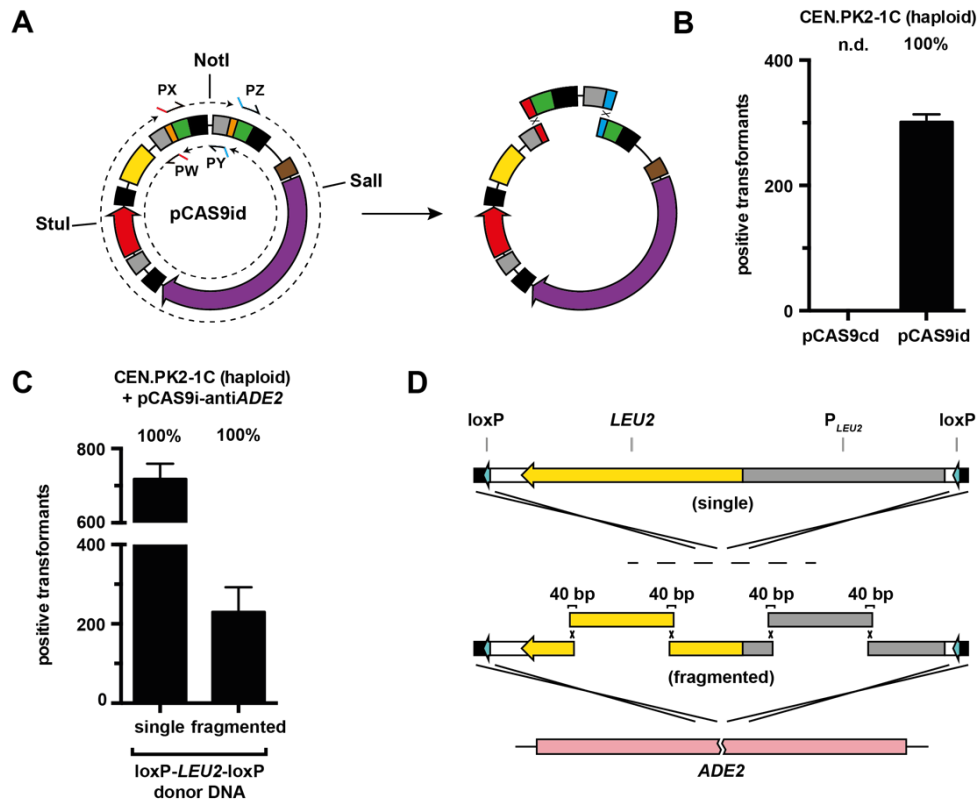 A
NotI
PX
PZ
PW
PY
StuI
SalI
pCAS9id
B
CEN.PK2-1C (haploid)
n.d.
100%
positive transformants
400
200
0
pCAS9cd
pCAS9id
C
CEN.PK2-1C (haploid)
+ pCAS9i-antiADE2
100%
100%
positive transformants
800
600
400
200
0
single
fragmented
loxP-LEU2-loxP
donor DNA
D
loxP
LEU2
PLEU2
loxP
(single)
40 bp
40 bp
40 bp
40 bp
x
x
x
x
(fragmented)
ADE2